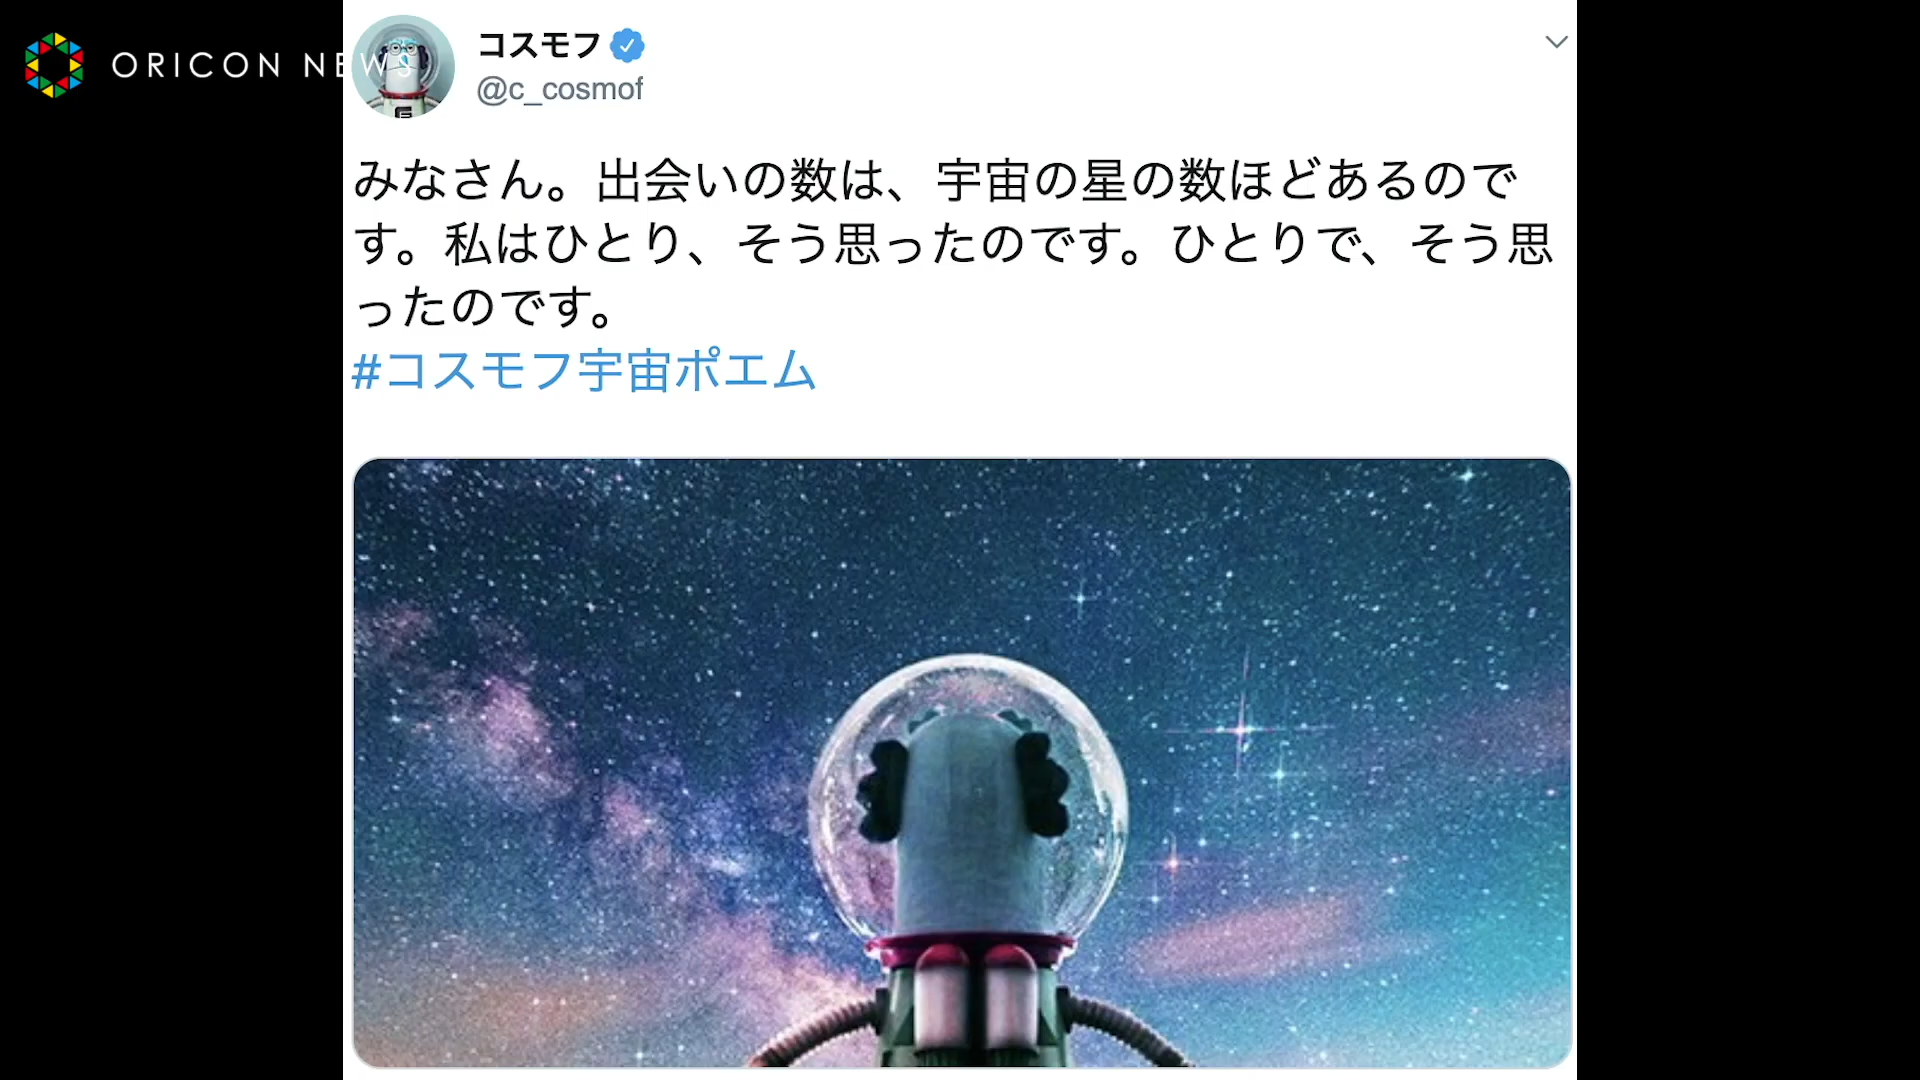 ORICON NEWS
コスモフ
@c_cosmof
みなさん。出会いの数は、宇宙の星の数ほどあるので
す。私はひとり、そう思ったのです。ひとりで、そう思
ったのです。
#コスモフ宇宙ポエム